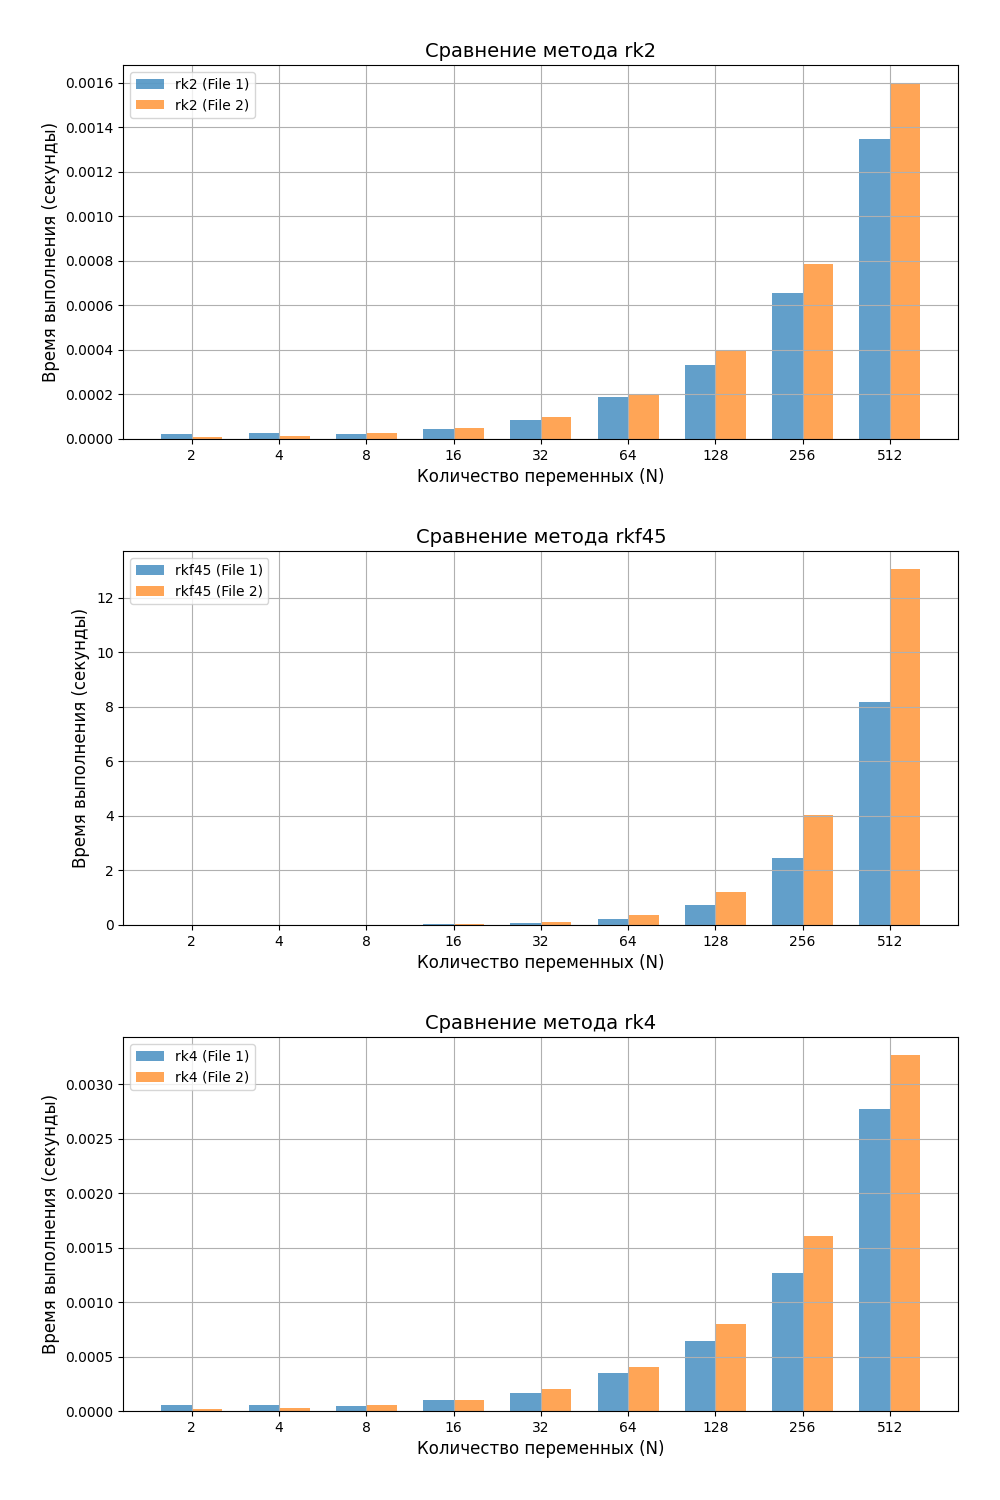 Сравнение метода rk2
rk2 (File 1)
rk2 (File 2)
Время выполнения (секунды)
0.0016
0.0014
0.0012
0.0010
0.0008
0.0006
0.0004
0.0002
0.0000
2 4 8 16 32 64 128 256 512
Количество переменных (N)
Сравнение метода rkf45
rkf45 (File 1)
rkf45 (File 2)
Время выполнения (секунды)
12
10
8
6
4
2
0
2 4 8 16 32 64 128 256 512
Количество переменных (N)
Сравнение метода rk4
rk4 (File 1)
rk4 (File 2)
Время выполнения (секунды)
0.0030
0.0025
0.0020
0.0015
0.0010
0.0005
0.0000
2 4 8 16 32 64 128 256 512
Количество переменных (N)